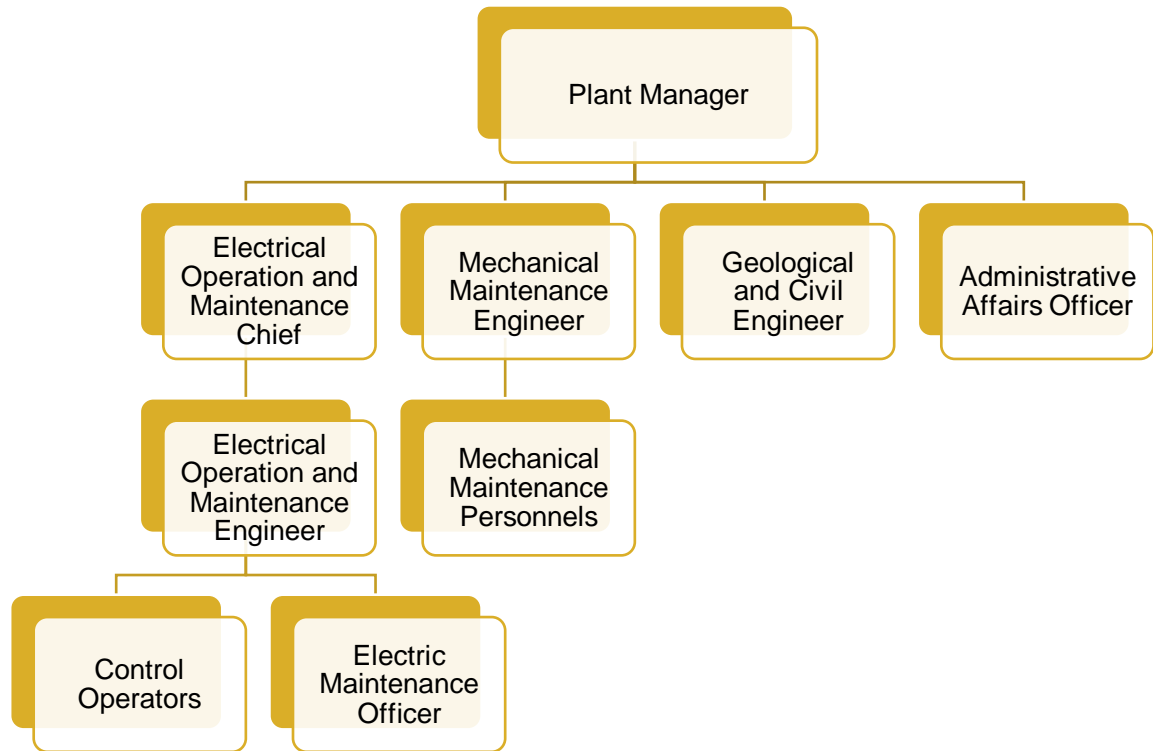 Plant Manager
Electrical
Operation and
Maintenance
Chief
Mechanical
Maintenance
Engineer
Geological
and Civil
Engineer
Administrative
Affairs Officer
Electrical
Operation and
Maintenance
Engineer
Mechanical
Maintenance
Personnels
Control
Operators
Electric
Maintenance
Officer